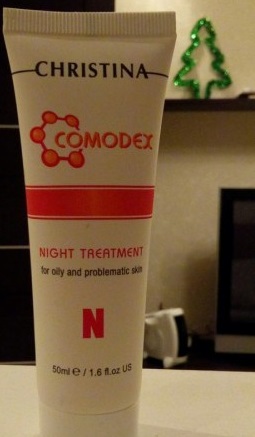 CHRISTINA
COMODEX
NIGHT TREATMENT
for oily and problematic skin
N
50ml e / 1.6 fl.oz US